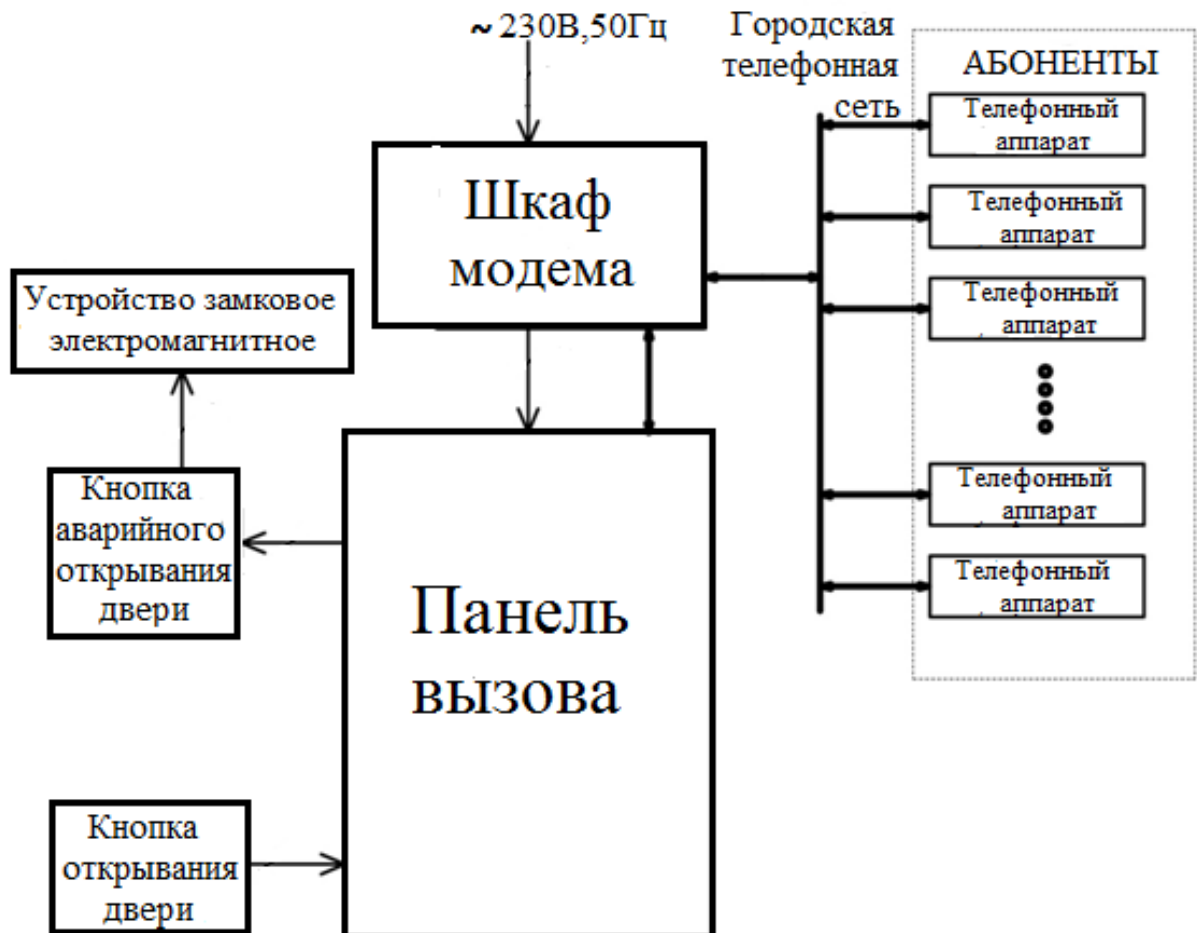 ~ 230В,50Гц
Городская
телефонная
сеть
АБОНЕНТЫ
Телефонный
аппарат
Телефонный
аппарат
Телефонный
аппарат
Телефонный
аппарат
Телефонный
аппарат
Шкаф
модема
Устройство замковое
электромагнитное
Кнопка
аварийного
открывания
двери
Панель
вызова
Кнопка
открывания
двери